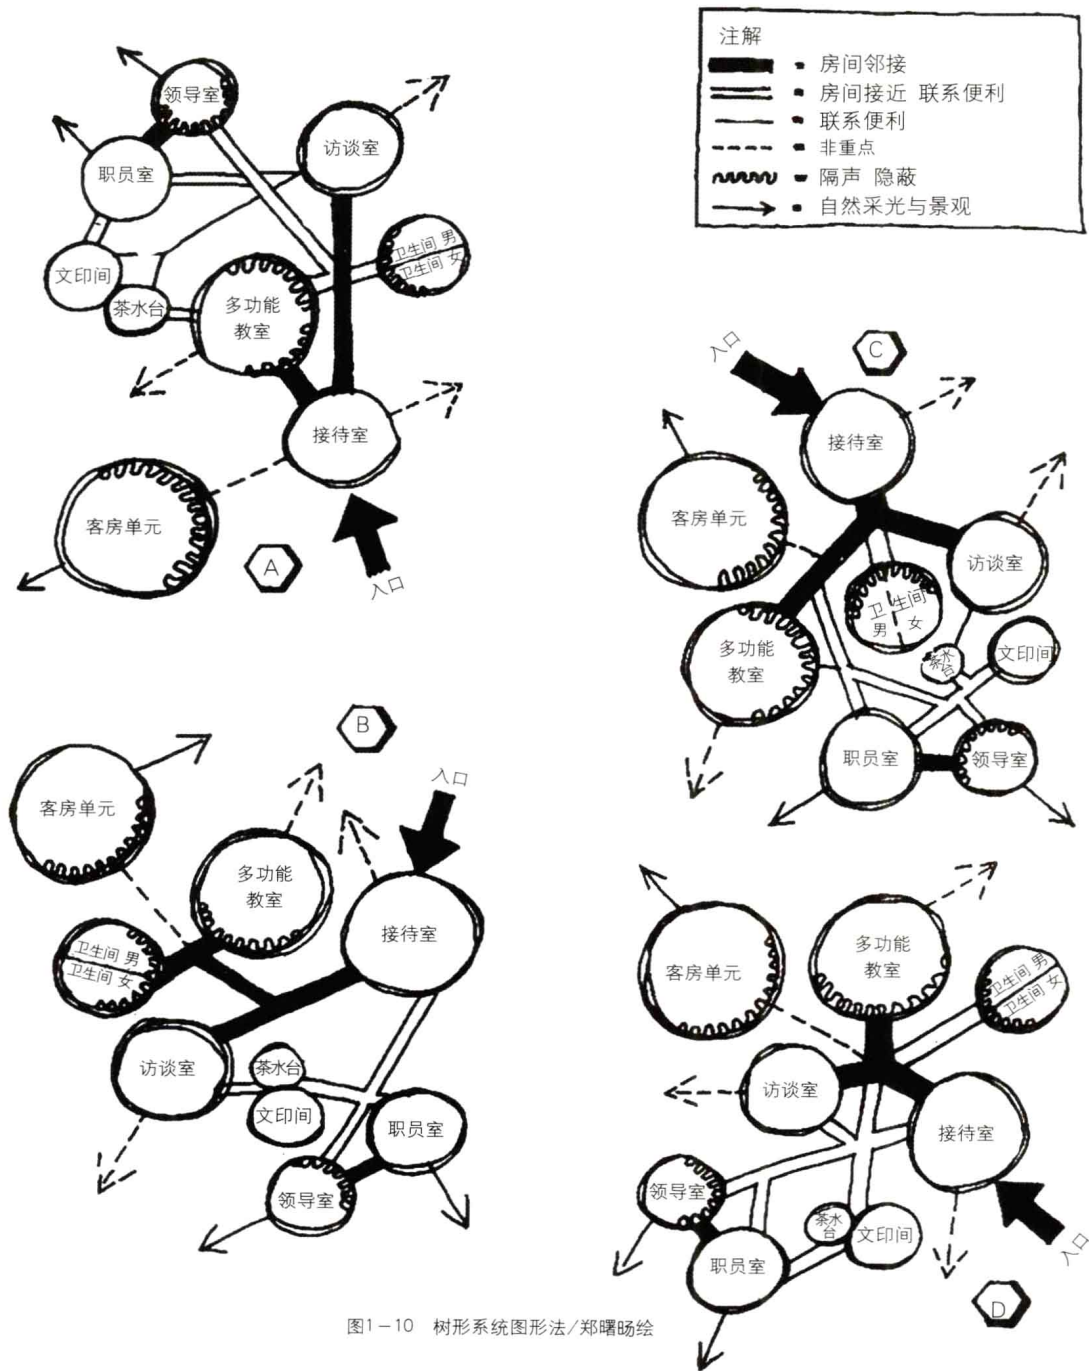 注解
房间邻接
房间接近 联系便利
联系便利
非重点
隔声 隐蔽
自然采光与景观
领导室
访谈室
职员室
卫生间 男
卫生间 女
文印间
茶水台
多功能
教室
接待室
客房单元
A
入口
入口
C
接待室
客房单元
访谈室
卫生间
男 女
多功能
教室
茶水
台
文印间
职员室
领导室
B
入口
客房单元
多功能
教室
接待室
卫生间 男
卫生间 女
访谈室
茶水台
文印间
职员室
领导室
多功能
教室
客房单元
卫生间 男
卫生间 女
访谈室
接待室
领导室
茶水
台
文印间
职员室
入口
D
图1-10 树形系统图形法/郑曙旸绘